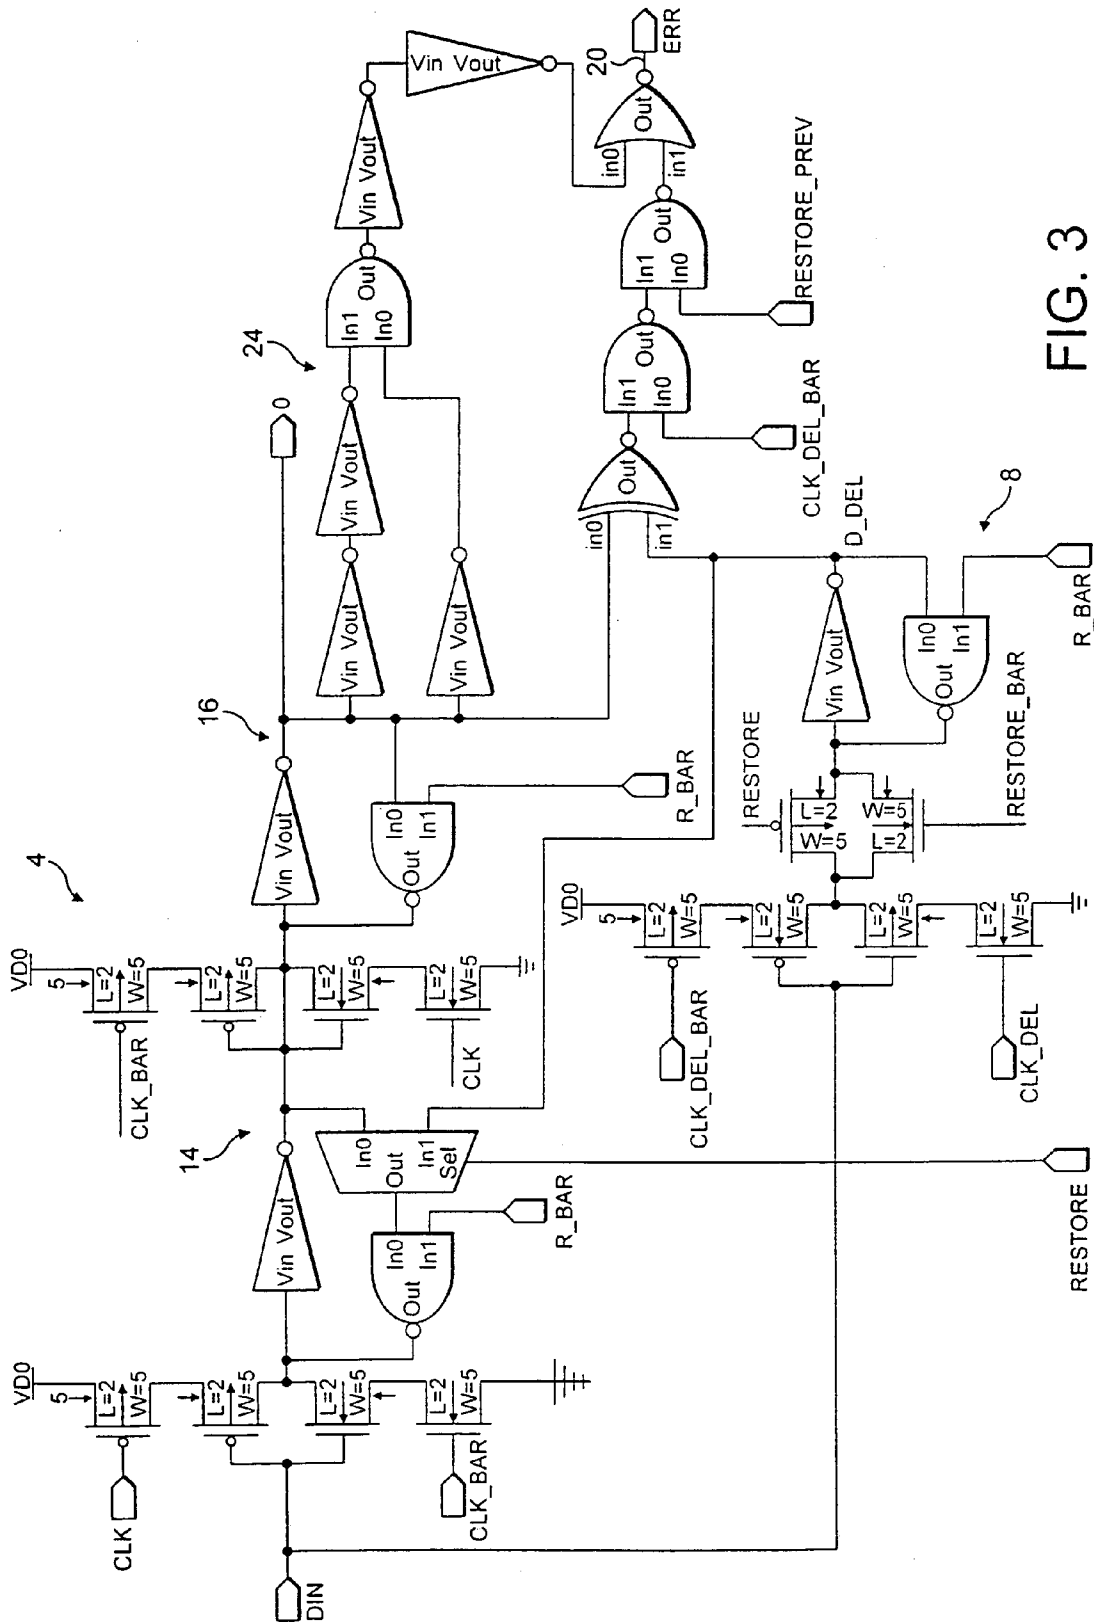 VD0
5
L=2
W=5
CLK
L=2
W=5
DIN
L=2
W=5
CLK_BAR
L=2
W=5
Vin Vout
14
In0
Out
In1
Sel
In0
Out
In1
R_BAR
4
VD0
5
L=2
W=5
CLK_BAR
L=2
W=5
L=2
W=5
CLK
L=2
W=5
Vin Vout
16
0
In0
Out
In1
R_BAR
24
Vin Vout
Vin Vout
Vin Vout
In1
Out
In0
Vin Vout
Vin Vout
in0
Out
in1
In1
Out
In0
CLK_DEL_BAR
In1
Out
In0
RESTORE_PREV
in0
Out
in1
20
ERR
VD0
5
L=2
W=5
CLK_DEL_BAR
L=2
W=5
L=2
W=5
CLK_DEL
L=2
W=5
RESTORE
L=2
W=5
W=5
L=2
RESTORE_BAR
Vin Vout
D_DEL
In0
Out
In1
8
R_BAR
RESTORE
FIG. 3